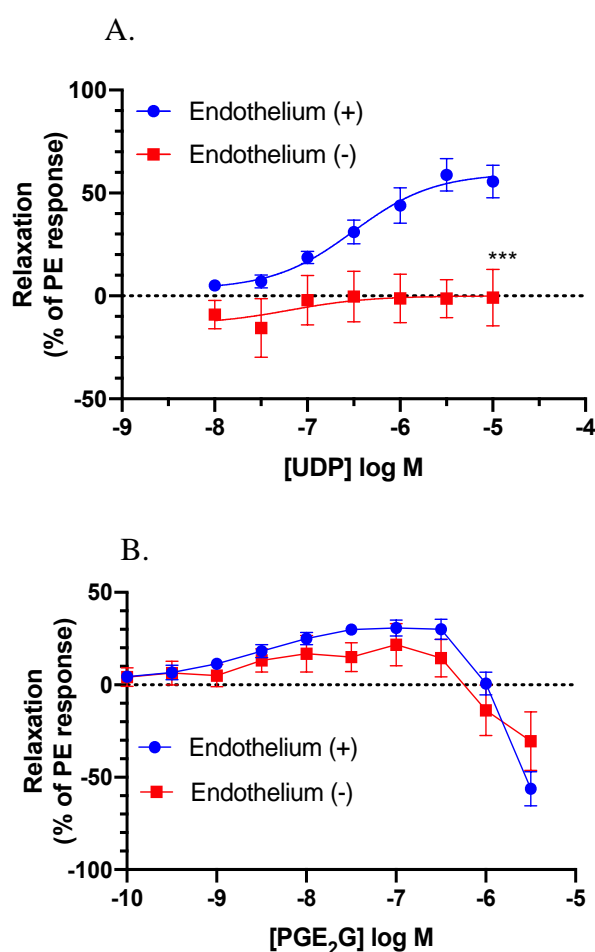 A.
100
50
0
-50
Relaxation
(% of PE response)
Endothelium (+)
Endothelium (-)
***
-9 -8 -7 -6 -5 -4
[UDP] log M
B.
50
0
-50
-100
Relaxation
(% of PE response)
Endothelium (+)
Endothelium (-)
-10 -9 -8 -7 -6 -5
[PGE₂G] log M